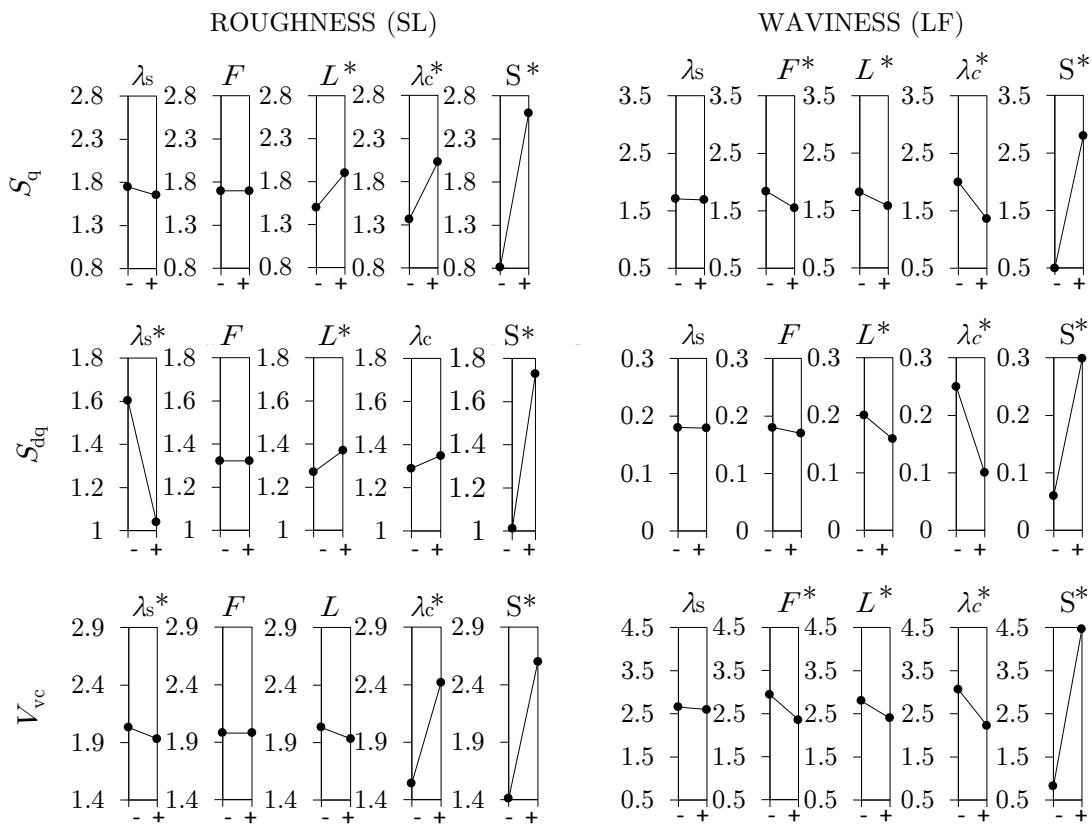 ROUGHNESS (SL) WAVINESS (LF)
λs F L* λc* S* λs F* L* λc* S*
2.8 2.8 2.8 2.8 2.8 3.5 3.5 3.5 3.5 3.5
2.3 2.3 2.3 2.3 2.3 2.5 2.5 2.5 2.5 2.5
Sq
1.8 1.8 1.8 1.8 1.8 1.5 1.5 1.5 1.5 1.5
1.3 1.3 1.3 1.3 1.3
0.8 0.8 0.8 0.8 0.8 0.5 0.5 0.5 0.5 0.5
- + - + - + - + - + - + - + - + - + - +
λs* F L* λc S* λs F L* λc* S*
1.8 1.8 1.8 1.8 1.8 0.3 0.3 0.3 0.3 0.3
1.6 1.6 1.6 1.6 1.6 0.2 0.2 0.2 0.2 0.2
Sdq
1.4 1.4 1.4 1.4 1.4 0.1 0.1 0.1 0.1 0.1
1.2 1.2 1.2 1.2 1.2
1 1 1 1 1 0 0 0 0 0
- + - + - + - + - + - + - + - + - + - +
λs* F L λc* S* λs F* L* λc* S*
2.9 2.9 2.9 2.9 2.9 4.5 4.5 4.5 4.5 4.5
2.4 2.4 2.4 2.4 2.4 3.5 3.5 3.5 3.5 3.5
Vvc
2.5 2.5 2.5 2.5 2.5
1.9 1.9 1.9 1.9 1.9 1.5 1.5 1.5 1.5 1.5
1.4 1.4 1.4 1.4 1.4 0.5 0.5 0.5 0.5 0.5
- + - + - + - + - + - + - + - + - + - +